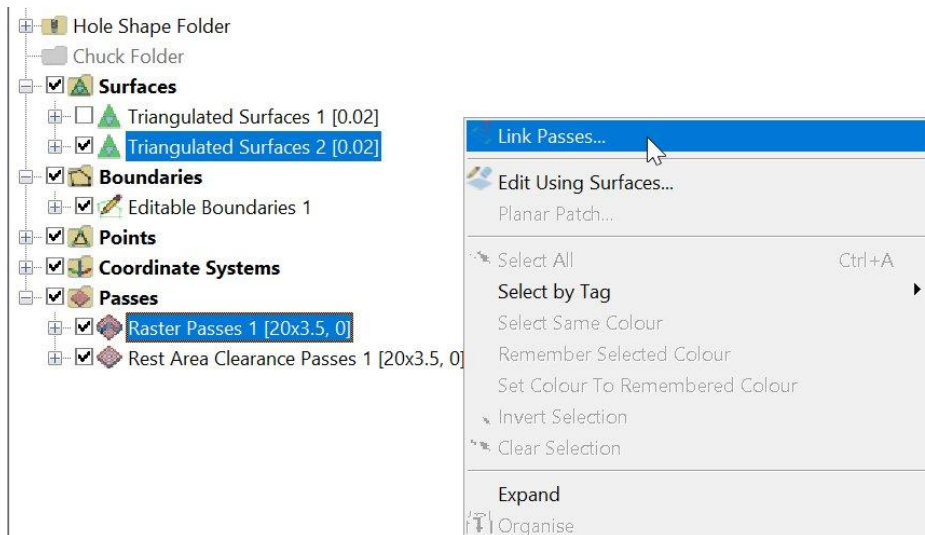 Hole Shape Folder
Chuck Folder
Surfaces
Triangulated Surfaces 1 [0.02]
Triangulated Surfaces 2 [0.02]
Boundaries
Editable Boundaries 1
Points
Coordinate Systems
Passes
Raster Passes 1 [20x3.5, 0]
Rest Area Clearance Passes 1 [20x3.5, 0]
Link Passes...
Edit Using Surfaces...
Planar Patch...
Select All Ctrl+A
Select by Tag
Select Same Colour
Remember Selected Colour
Set Colour To Remembered Colour
Invert Selection
Clear Selection
Expand
Organise